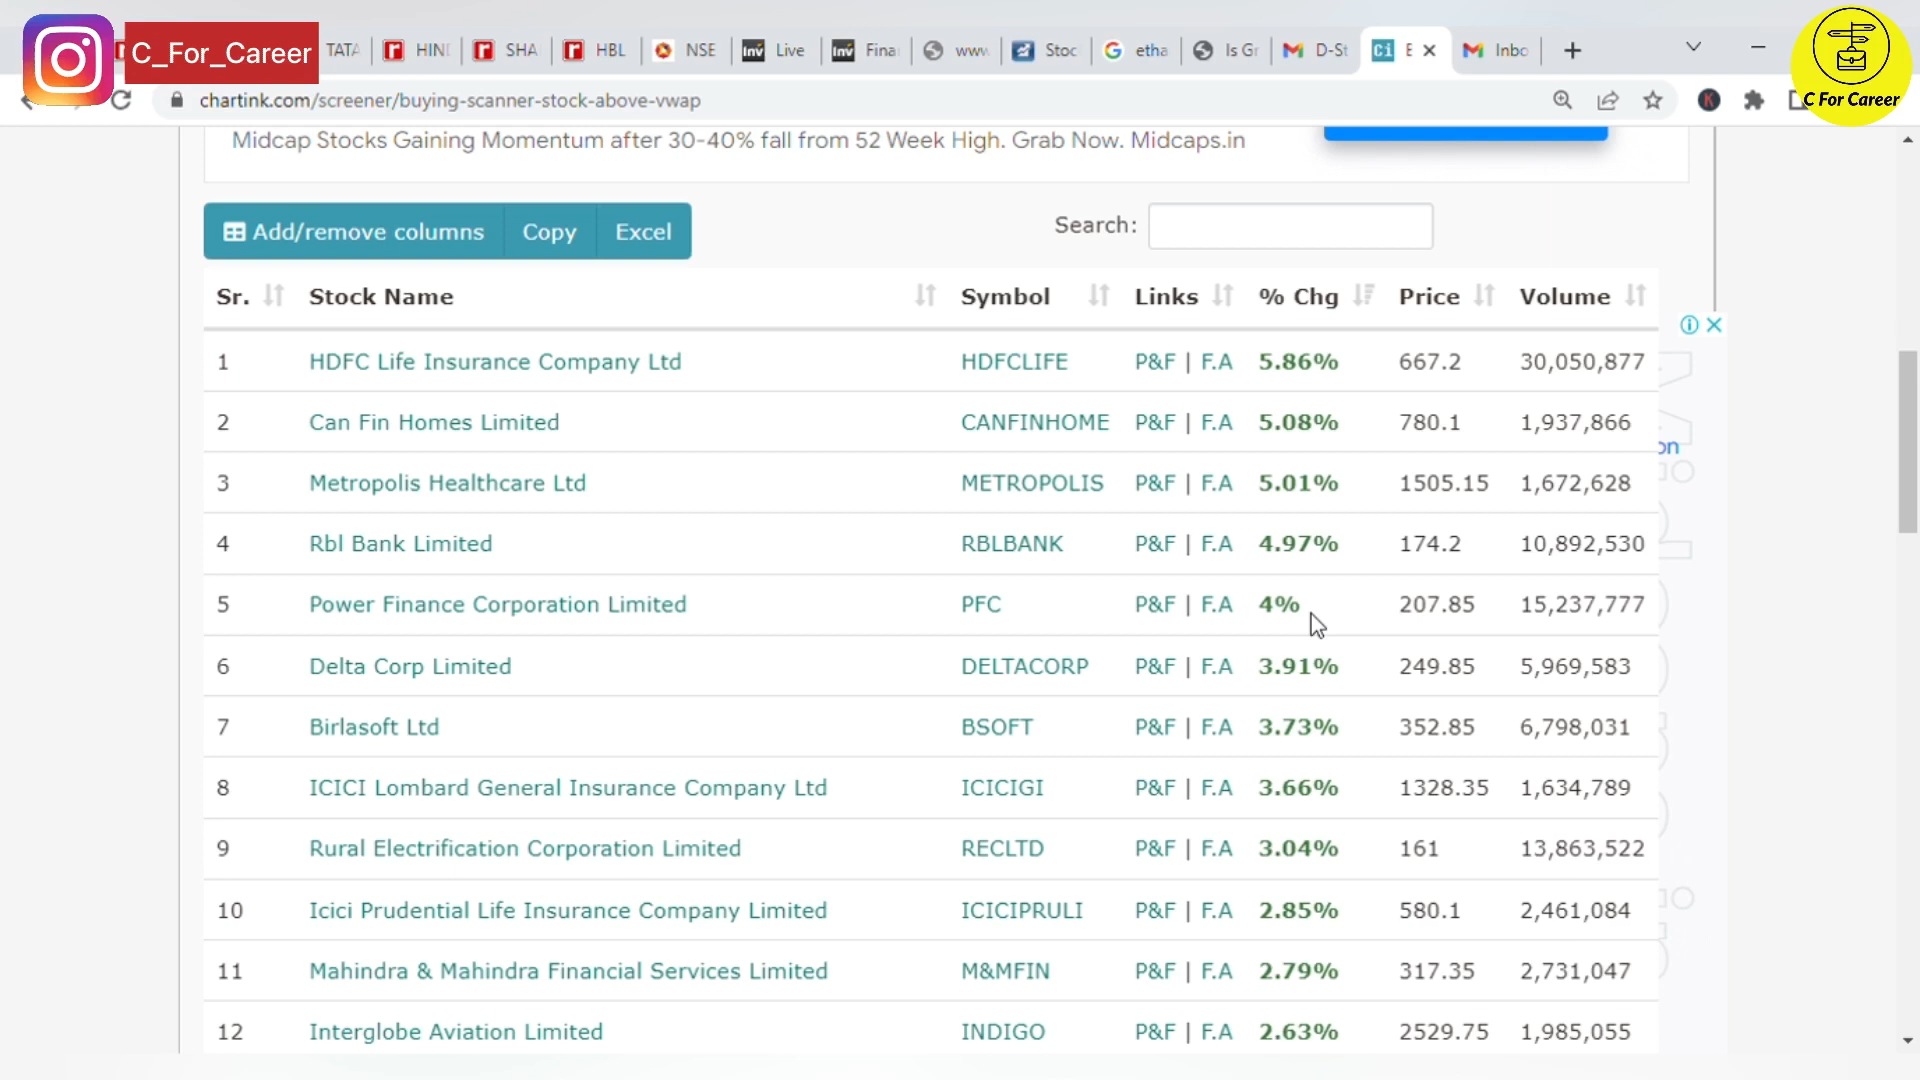 C_For_Career
TATA
HIN
SHA
HBL
NSE
Inv Live
Inv Fina
www
Stoc
etha
Is Gr
D-St
Ci
Inbo
chartink.com/screener/buying-scanner-stock-above-vwap
K
C For Career
Midcap Stocks Gaining Momentum after 30-40% fall from 52 Week High. Grab Now. Midcaps.in
Add/remove columns Copy Excel
Search:
Sr. Stock Name Symbol Links % Chg Price Volume
1 HDFC Life Insurance Company Ltd HDFCLIFE P&F | F.A 5.86% 667.2 30,050,877
2 Can Fin Homes Limited CANFINHOME P&F | F.A 5.08% 780.1 1,937,866
on
3 Metropolis Healthcare Ltd METROPOLIS P&F | F.A 5.01% 1505.15 1,672,628
4 Rbl Bank Limited RBLBANK P&F | F.A 4.97% 174.2 10,892,530
5 Power Finance Corporation Limited PFC P&F | F.A 4% 207.85 15,237,777
6 Delta Corp Limited DELTACORP P&F | F.A 3.91% 249.85 5,969,583
7 Birlasoft Ltd BSOFT P&F | F.A 3.73% 352.85 6,798,031
8 ICICI Lombard General Insurance Company Ltd ICICIGI P&F | F.A 3.66% 1328.35 1,634,789
9 Rural Electrification Corporation Limited RECLTD P&F | F.A 3.04% 161 13,863,522
10 Icici Prudential Life Insurance Company Limited ICICIPRULI P&F | F.A 2.85% 580.1 2,461,084
11 Mahindra & Mahindra Financial Services Limited M&MFIN P&F | F.A 2.79% 317.35 2,731,047
12 Interglobe Aviation Limited INDIGO P&F | F.A 2.63% 2529.75 1,985,055